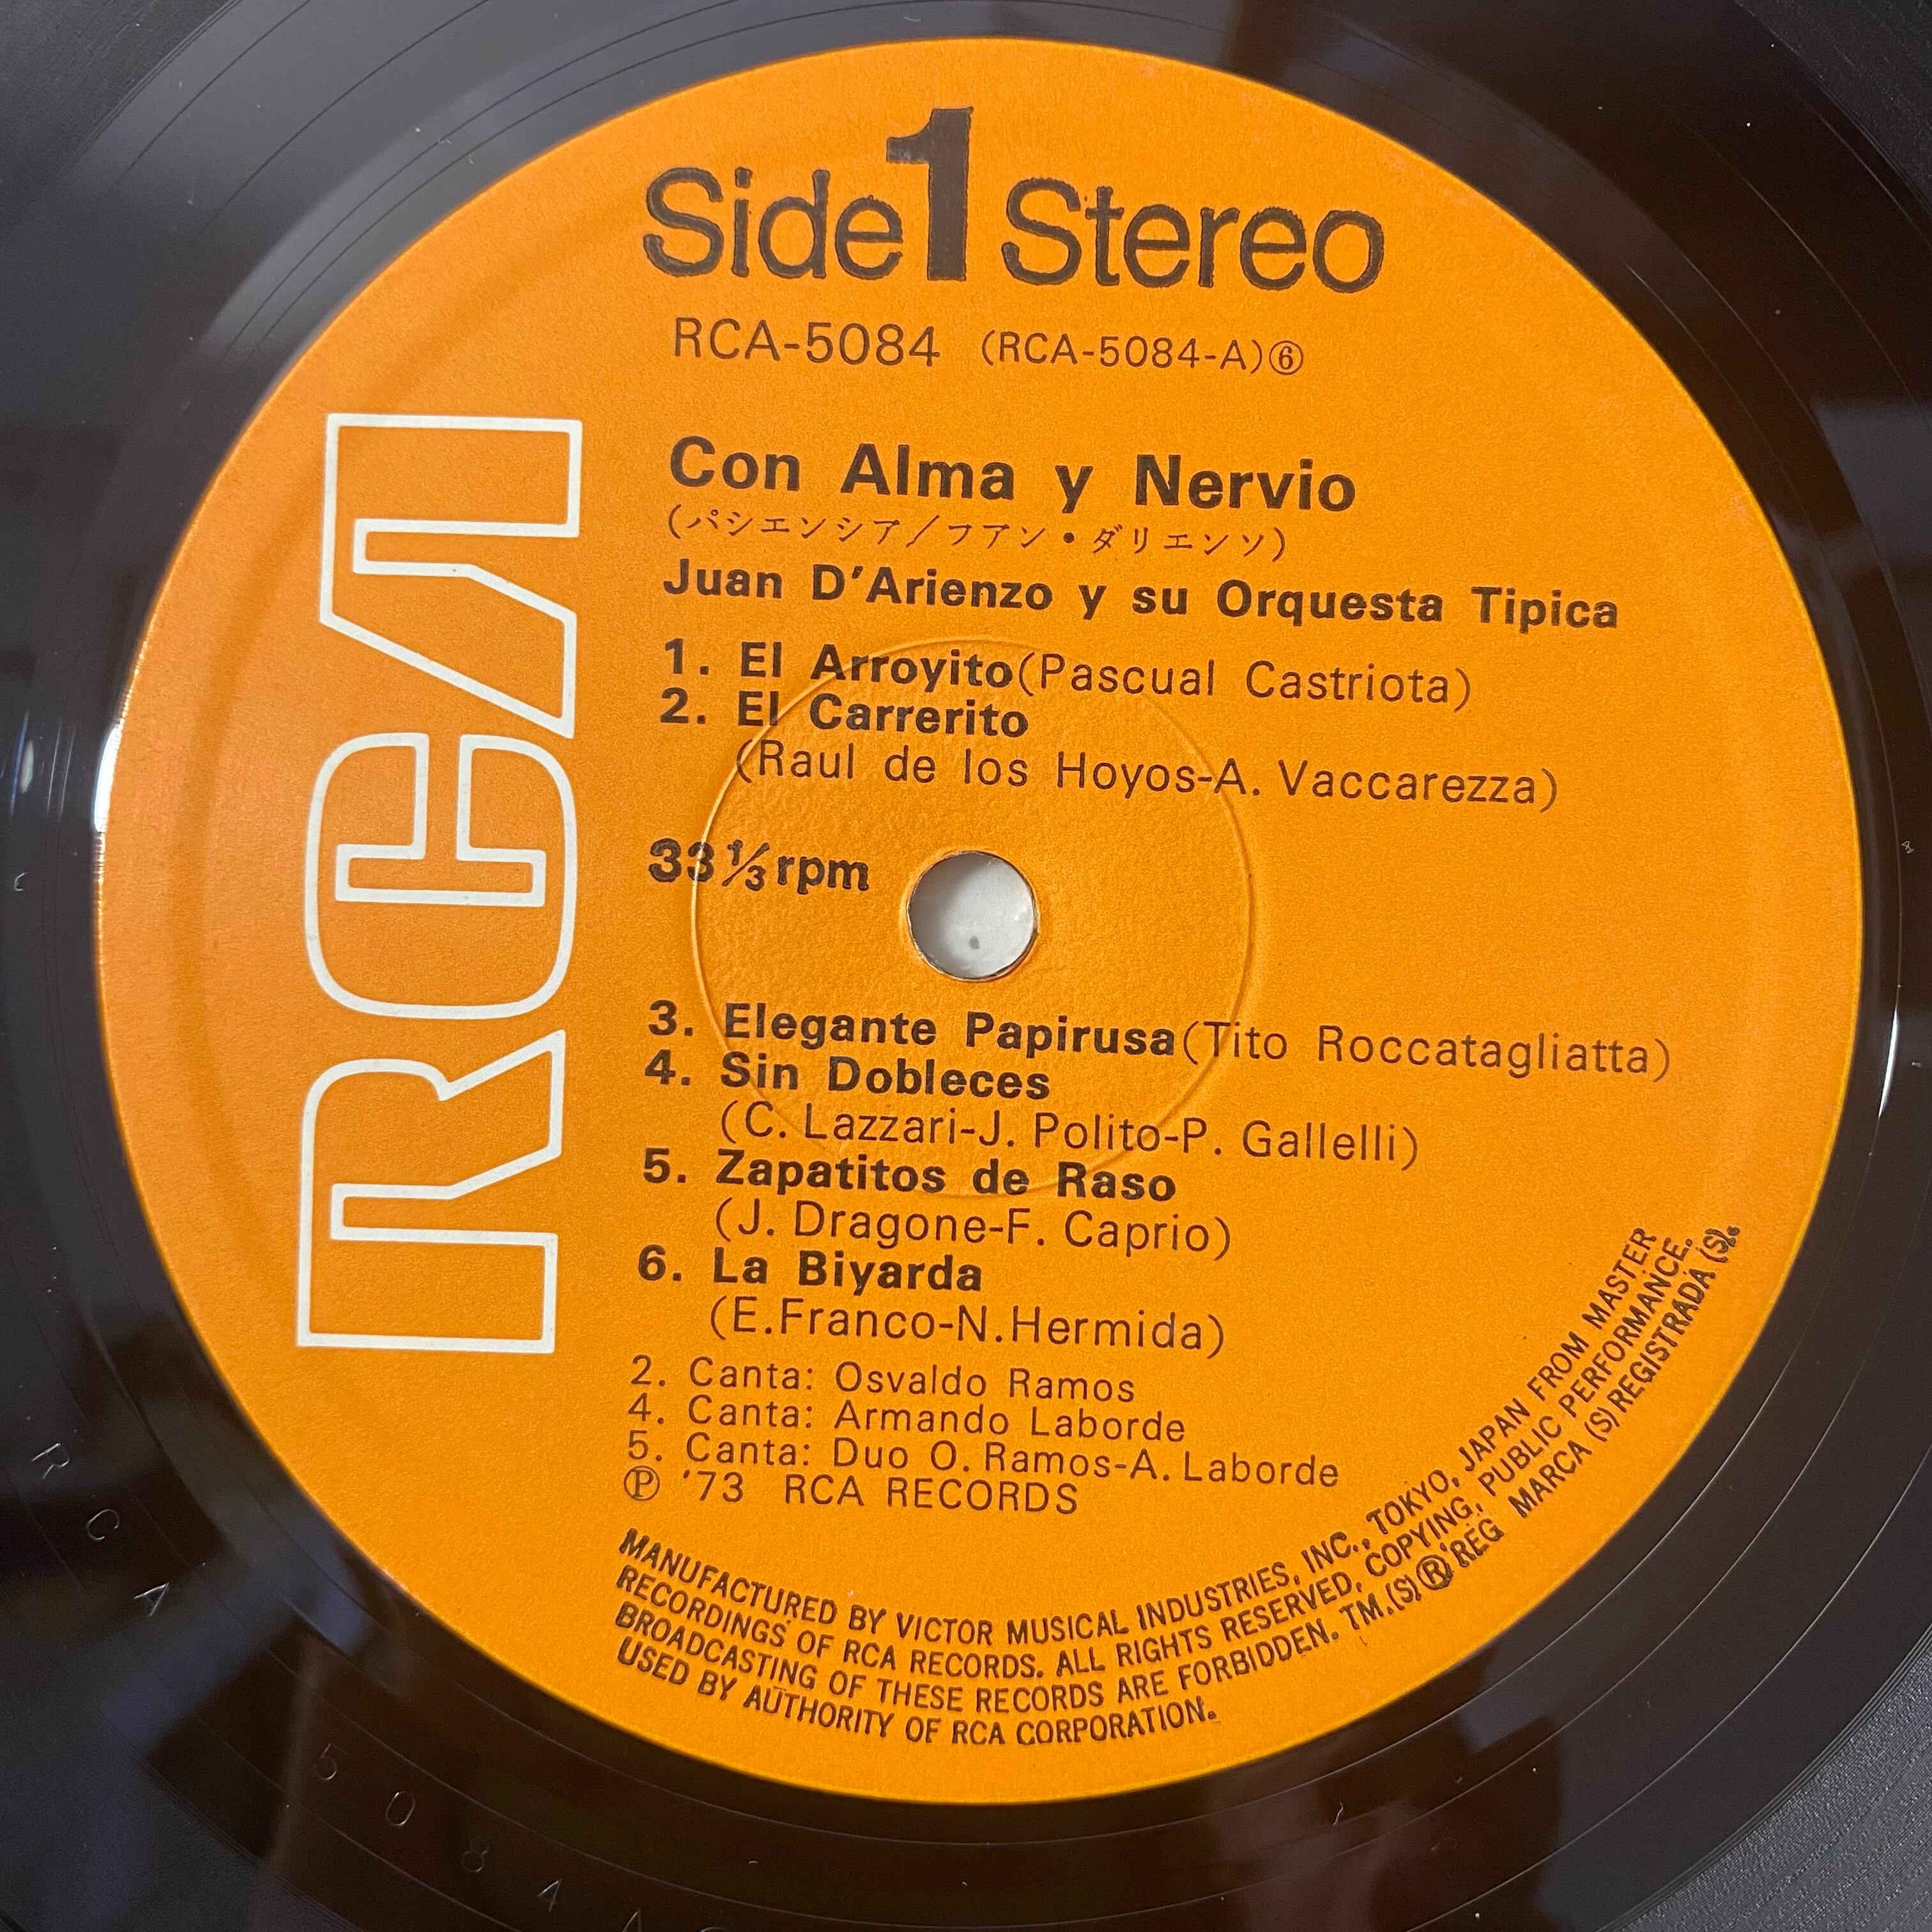 Side 1 Stereo
RCA-5084 (RCA-5084-A)⑥
RCA
Con Alma y Nervio
(パシエンシア/フアン・ダリエンソ)
Juan D'Arienzo y su Orquesta Tipica
1. El Arroyito(Pascual Castriota)
2. El Carrerito
(Raul de los Hoyos-A. Vaccarezza)
33⅓rpm
3. Elegante Papirusa(Tito Roccatagliatta)
4. Sin Dobleces
(C. Lazzari-J. Polito-P. Gallelli)
5. Zapatitos de Raso
(J. Dragone-F. Caprio)
6. La Biyarda
(E.Franco-N.Hermida)
2. Canta: Osvaldo Ramos
4. Canta: Armando Laborde
5. Canta: Duo O. Ramos-A. Laborde
Ⓟ '73 RCA RECORDS
MANUFACTURED BY VICTOR MUSICAL INDUSTRIES, INC., TOKYO, JAPAN FROM MASTER
RECORDINGS OF RCA RECORDS. ALL RIGHTS RESERVED, COPYING, PUBLIC PERFORMANCE,
BROADCASTING OF THESE RECORDS ARE FORBIDDEN. TM.(S)® REG MARCA (S) REGISTRADA (S).
USED BY AUTHORITY OF RCA CORPORATION.
RCA 5084